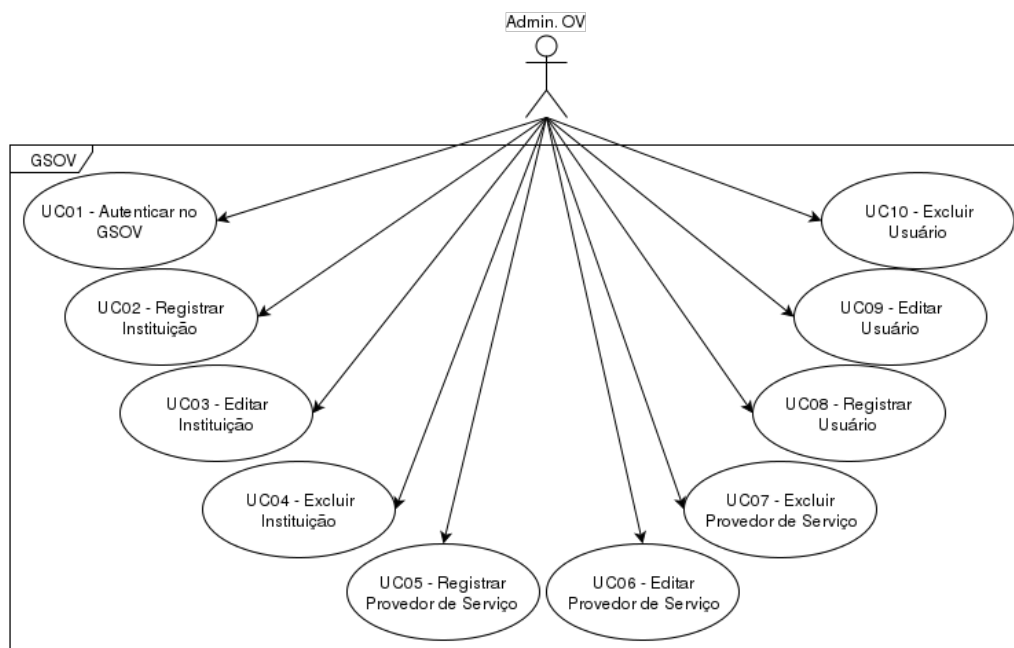 Admin. OV
GSOV
UC01 - Autenticar no
GSOV
UC02 - Registrar
Instituição
UC03 - Editar
Instituição
UC04 - Excluir
Instituição
UC05 - Registrar
Provedor de Serviço
UC06 - Editar
Provedor de Serviço
UC07 - Excluir
Provedor de Serviço
UC08 - Registrar
Usuário
UC09 - Editar
Usuário
UC10 - Excluir
Usuário